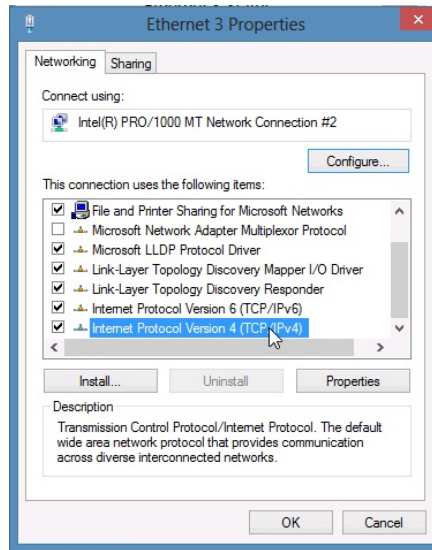 Ethernet 3 Properties
Networking
Sharing
Connect using:
Intel(R) PRO/1000 MT Network Connection #2
Configure...
This connection uses the following items:
File and Printer Sharing for Microsoft Networks
Microsoft Network Adapter Multiplexor Protocol
Microsoft LLDP Protocol Driver
Link-Layer Topology Discovery Mapper I/O Driver
Link-Layer Topology Discovery Responder
Internet Protocol Version 6 (TCP/IPv6)
Internet Protocol Version 4 (TCP/IPv4)
Install...
Uninstall
Properties
Description
Transmission Control Protocol/Internet Protocol. The default
wide area network protocol that provides communication
across diverse interconnected networks.
OK
Cancel